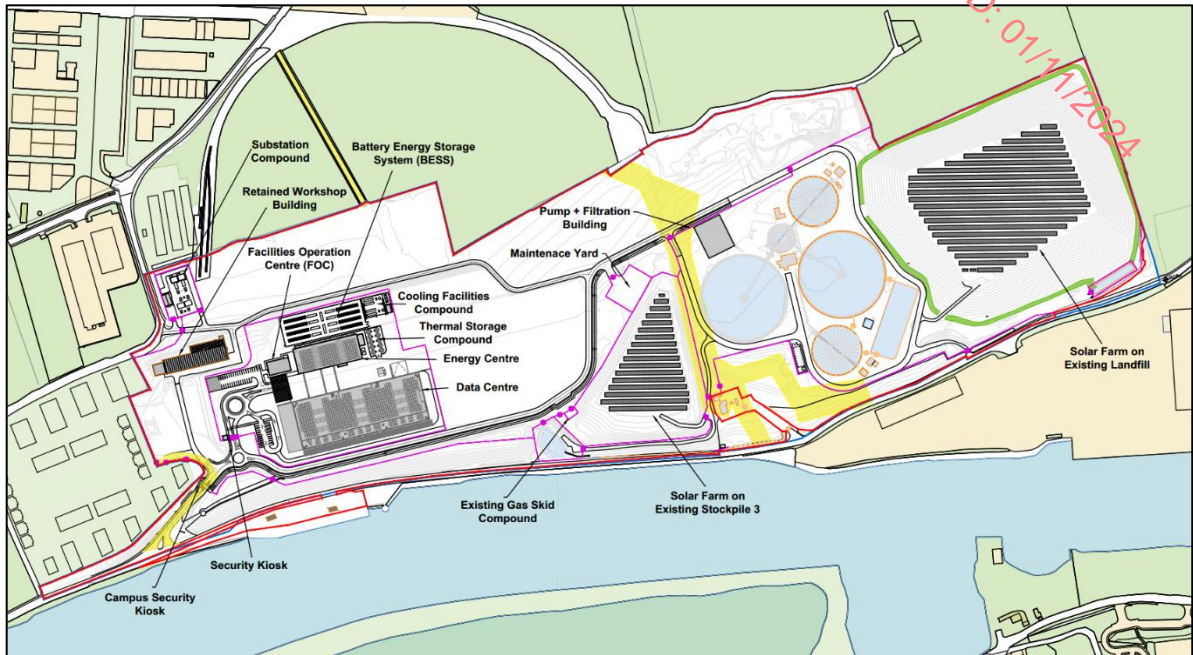 D: 01/11/2024
Substation
Compound
Battery Energy Storage
System (BESS)
Retained Workshop
Building
Facilities Operation
Centre (FOC)
Pump + Filtration
Building
Maintenace Yard
Cooling Facilities
Compound
Thermal Storage
Compound
Energy Centre
Data Centre
Solar Farm on
Existing Landfill
Existing Gas Skid
Compound
Solar Farm on
Existing Stockpile 3
Security Kiosk
Campus Security
Kiosk